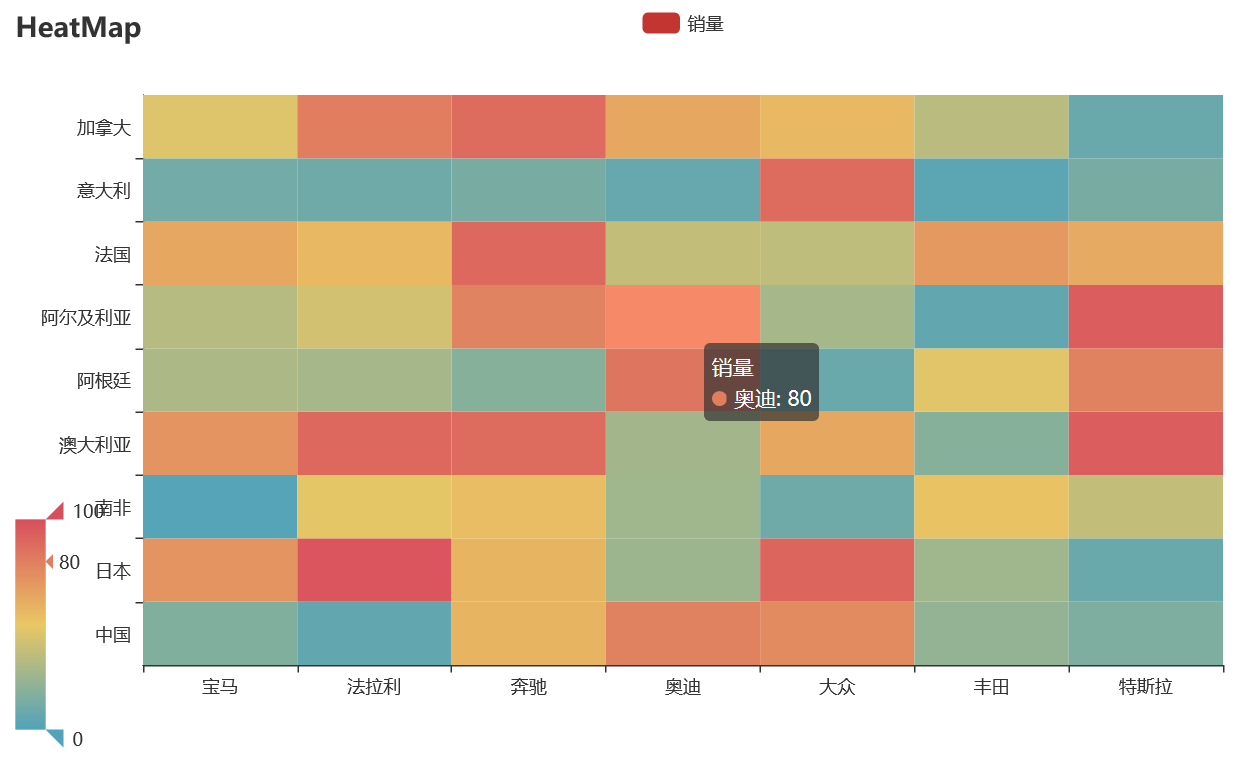 HeatMap
销量
加拿大
意大利
法国
阿尔及利亚
阿根廷
澳大利亚
南非
日本
中国
销量
奥迪: 80
100
80
0
宝马
法拉利
奔驰
奥迪
大众
丰田
特斯拉